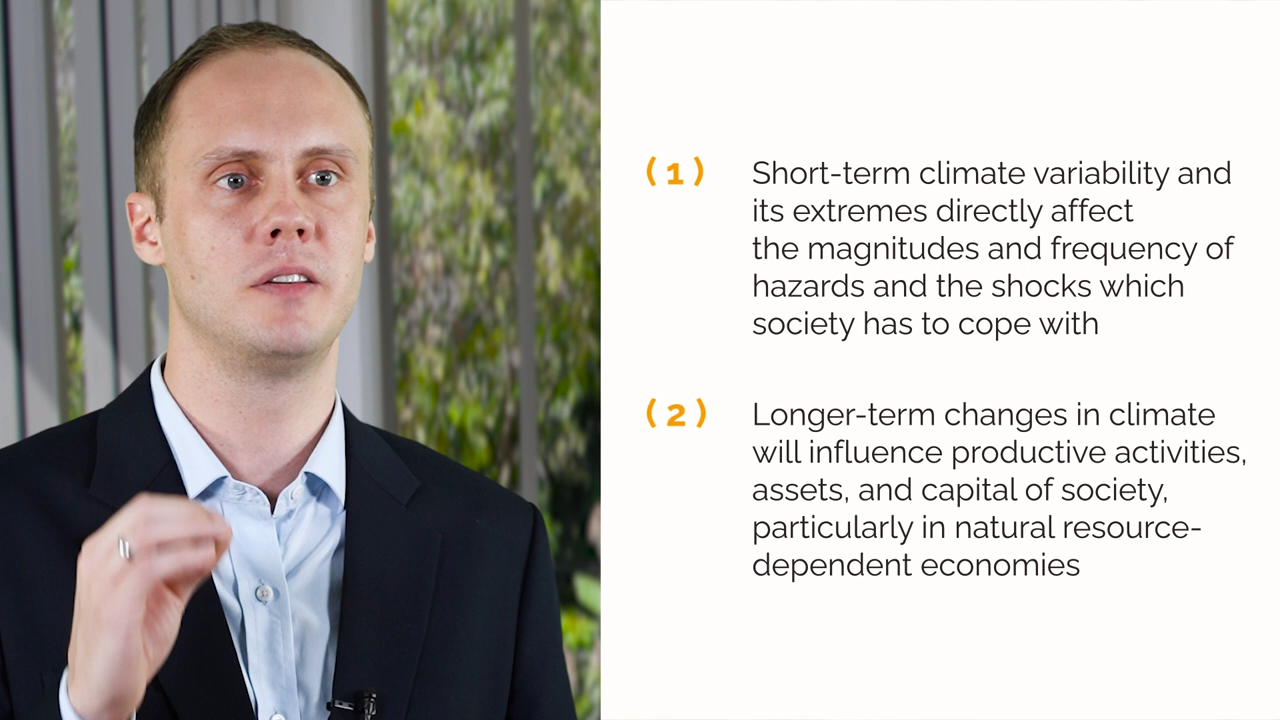 (1) Short-term climate variability and
its extremes directly affect
the magnitudes and frequency of
hazards and the shocks which
society has to cope with
(2) Longer-term changes in climate
will influence productive activities,
assets, and capital of society,
particularly in natural resource-
dependent economies